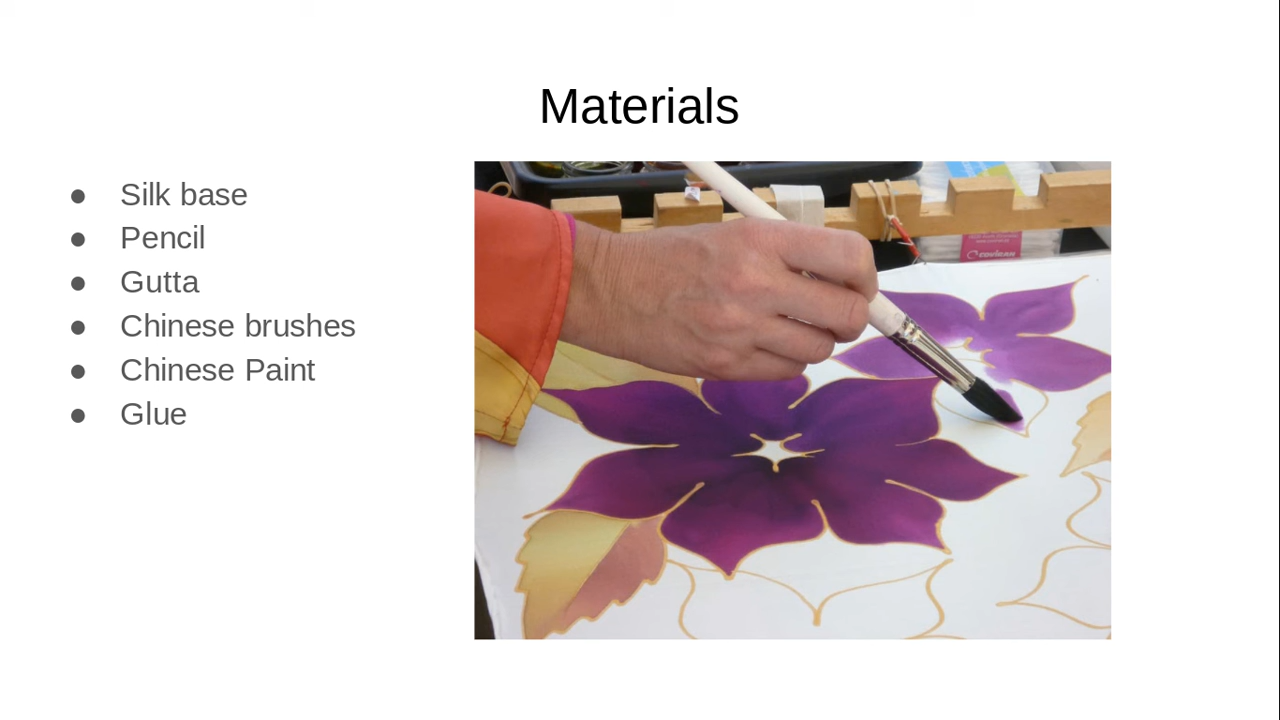 Materials
● Silk base
● Pencil
● Gutta
● Chinese brushes
● Chinese Paint
● Glue